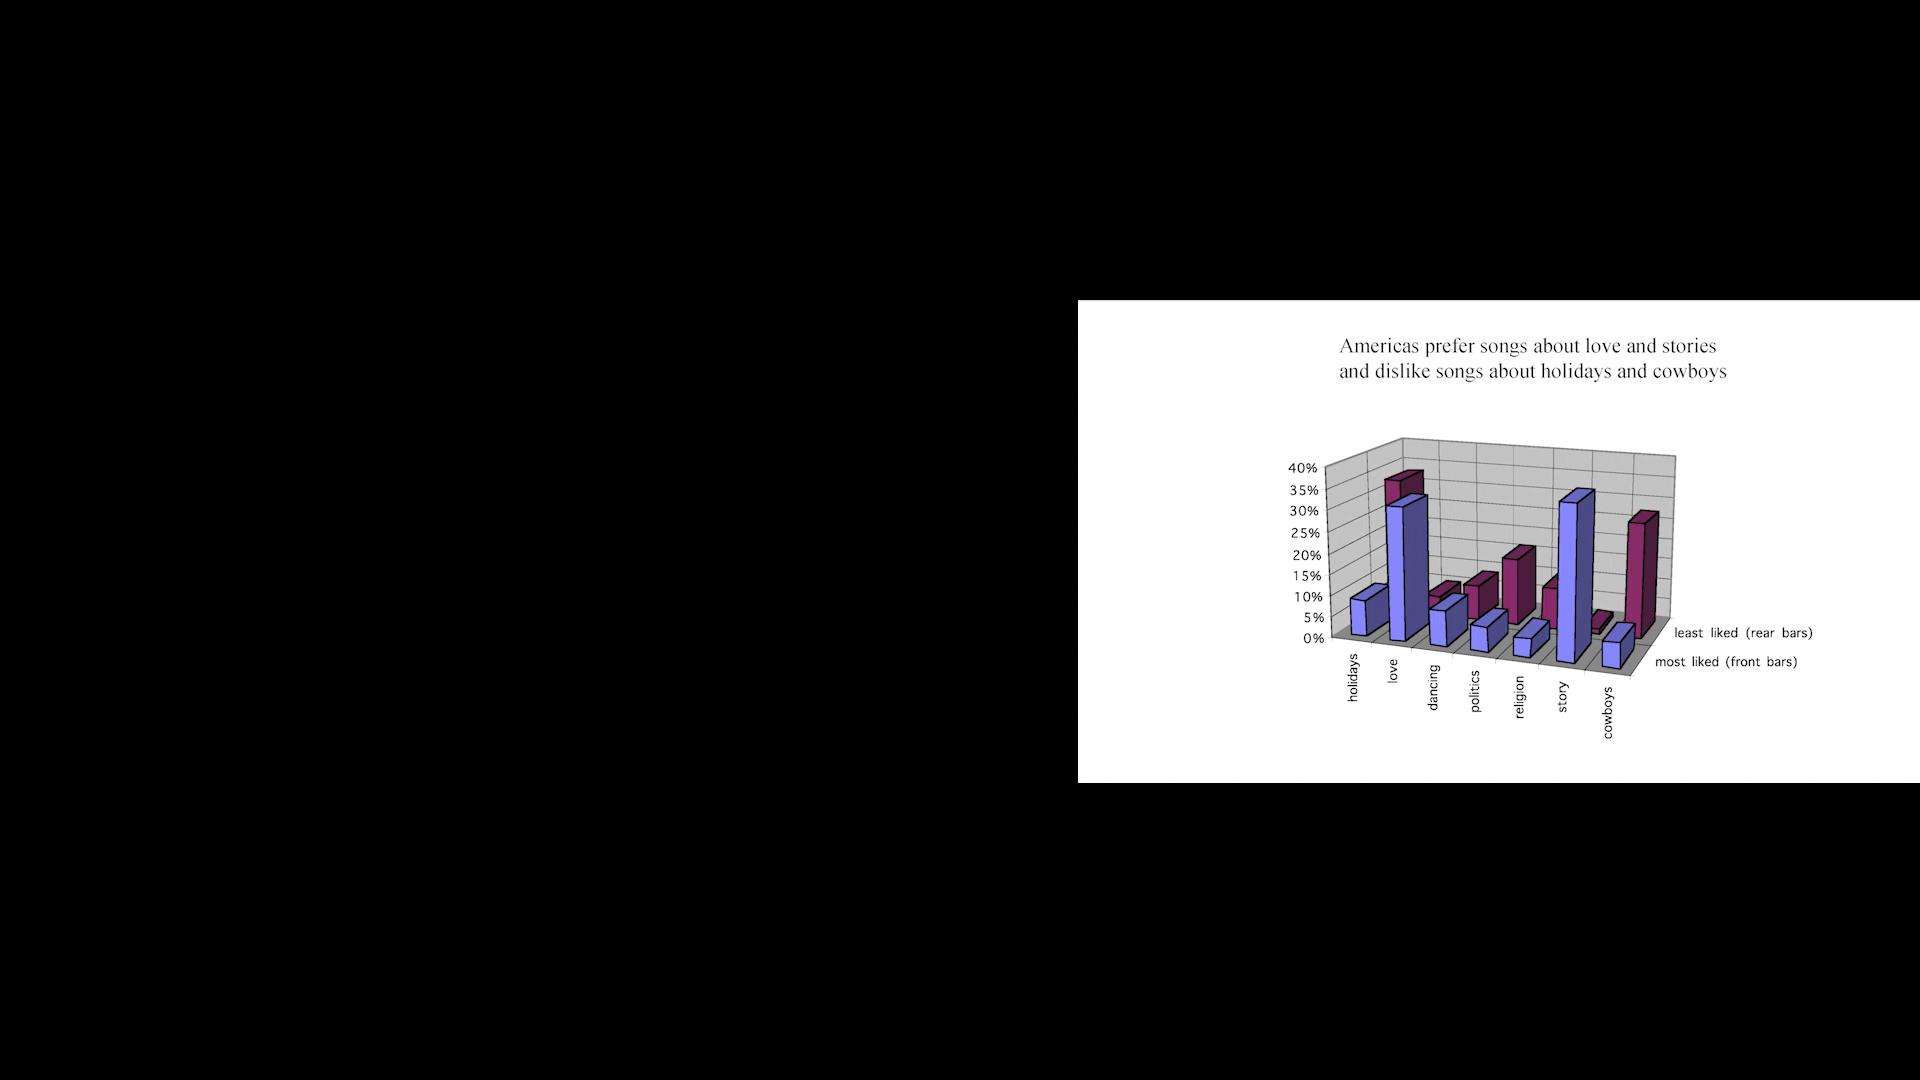 Americas prefer songs about love and stories
and dislike songs about holidays and cowboys
40%
35%
30%
25%
20%
15%
10%
5%
0%
least liked (rear bars)
most liked (front bars)
holidays
love
dancing
politics
religion
story
cowboys